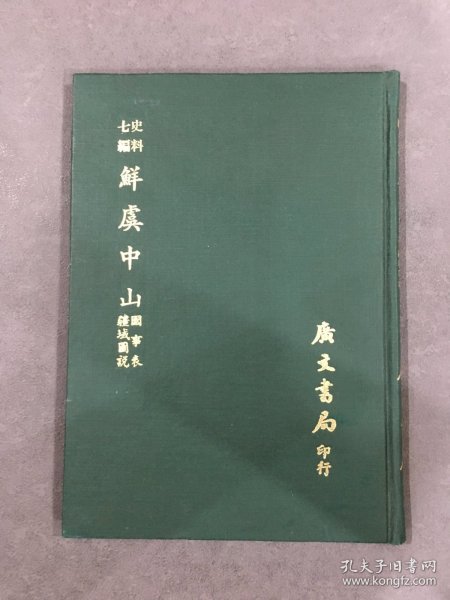 史料
七編
鮮虞中山
國事表
疆域圖說
廣文書局
印行
孔夫子旧书网
www.kongfz.com